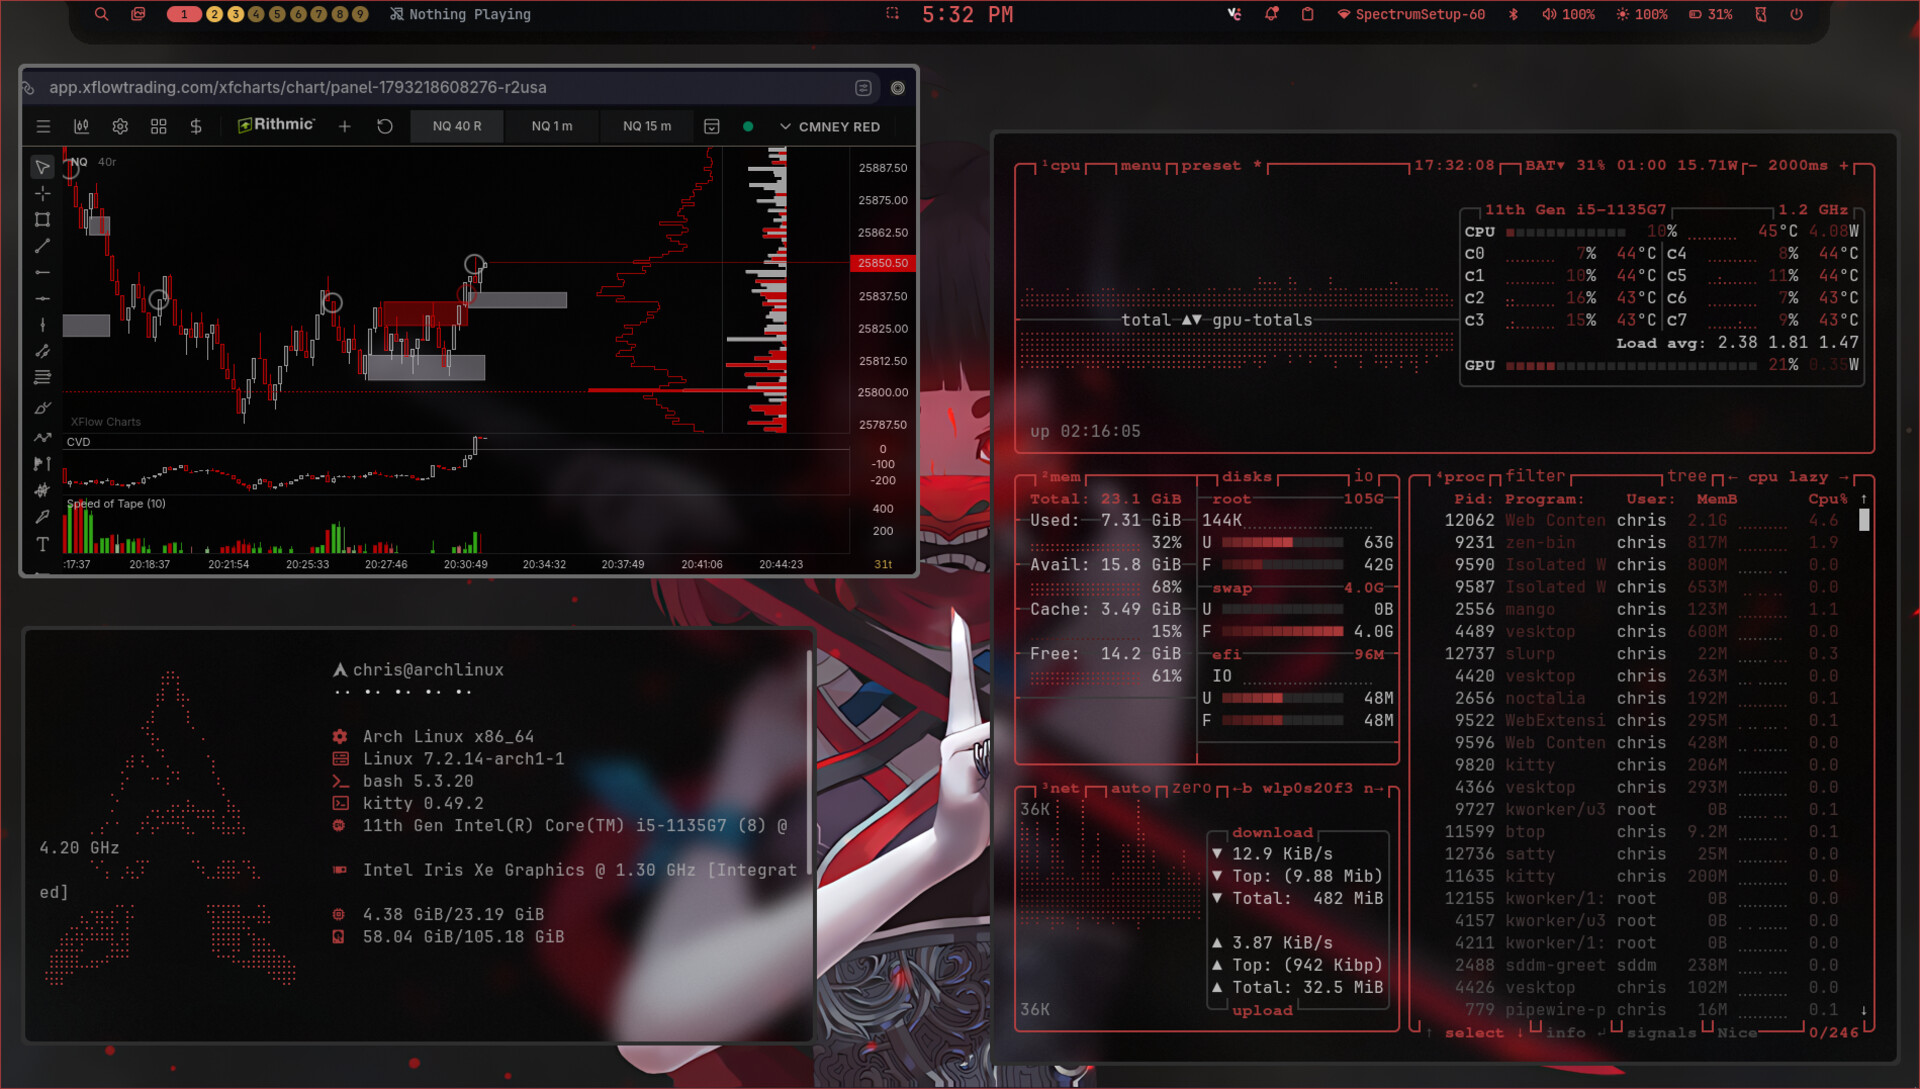 1 2 3 4 5 6 7 8 9 Nothing Playing
5:32 PM
SpectrumSetup-60 100% 100% 31%
app.xflowtrading.com/xfcharts/chart/panel-1793218608276-r2usa
Rithmic NQ 40 R NQ 1 m NQ 15 m CMNEY RED
NQ 40r
25887.50
25875.00
25862.50
25850.50
25837.50
25825.00
25812.50
25800.00
25787.50
XFlow Charts
CVD
0
-100
-200
Speed of Tape (10)
400
200
:17:37 20:18:37 20:21:54 20:25:33 20:27:46 20:30:49 20:34:32 20:37:49 20:41:06 20:44:23 31t
chris@archlinux
Arch Linux x86_64
Linux 7.2.14-arch1-1
bash 5.3.20
kitty 0.49.2
11th Gen Intel(R) Core(TM) i5-1135G7 (8) @
4.20 GHz
Intel Iris Xe Graphics @ 1.30 GHz [Integrat
ed]
4.38 GiB/23.19 GiB
58.04 GiB/105.18 GiB
¹cpu menu preset * 17:32:08 BAT▼ 31% 01:00 15.71W - 2000ms +
11th Gen i5-1135G7 1.2 GHz
CPU 10% 45°C 4.08W
C0 7% 44°C C4 8% 44°C
C1 10% 44°C C5 11% 44°C
C2 16% 43°C C6 7% 43°C
C3 15% 43°C C7 9% 43°C
Load avg: 2.38 1.81 1.47
GPU 21% 0.35W
total ▲▼ gpu-totals
up 02:16:05
²mem
Total: 23.1 GiB
Used: 7.31 GiB
32%
Avail: 15.8 GiB
68%
Cache: 3.49 GiB
15%
Free: 14.2 GiB
61%
disks io
root 105G
144K
U 63G
F 42G
swap 4.0G
U 0B
F 4.0G
efi 96M
IO
U 48M
F 48M
³net auto zero ←b wlp0s20f3 n→
36K
download
▼ 12.9 KiB/s
▼ Top: (9.88 Mib)
▼ Total: 482 MiB
▲ 3.87 KiB/s
▲ Top: (942 Kibp)
▲ Total: 32.5 MiB
upload
36K
⁴proc filter tree ← cpu lazy →
Pid: Program: User: MemB Cpu% ↑
12062 Web Conten chris 2.1G 4.6
9231 zen-bin chris 817M 1.9
9590 Isolated W chris 800M 0.0
9587 Isolated W chris 653M 0.0
2556 mango chris 123M 1.1
4489 vesktop chris 600M 0.0
12737 slurp chris 22M 0.3
4420 vesktop chris 263M 0.0
2656 noctalia chris 192M 0.1
9522 WebExtensi chris 295M 0.1
9596 Web Conten chris 428M 0.0
9820 kitty chris 206M 0.0
4366 vesktop chris 293M 0.0
9727 kworker/u3 root 0B 0.1
11599 btop chris 9.2M 0.1
12736 satty chris 25M 0.0
11635 kitty chris 200M 0.0
12155 kworker/1: root 0B 0.0
4157 kworker/u3 root 0B 0.0
4211 kworker/1: root 0B 0.0
2488 sddm-greet sddm 238M 0.0
4426 vesktop chris 102M 0.0
779 pipewire-p chris 16M 0.1 ↓
↑ select ↓ info ↲ signals Nice 0/246